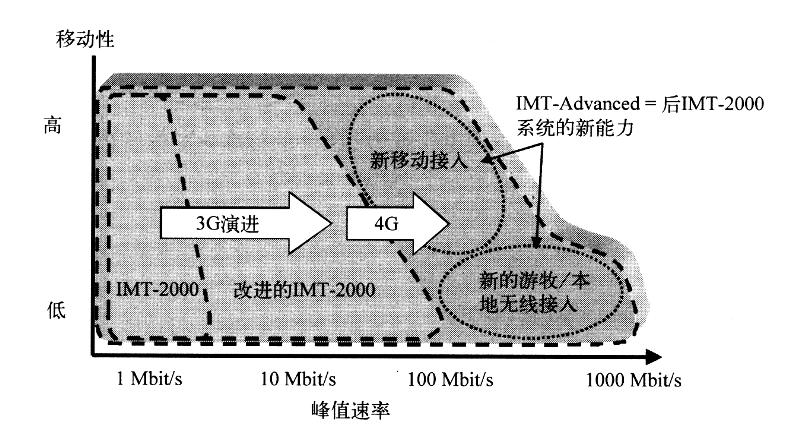 移动性
高
IMT-Advanced = 后IMT-2000
系统的新能力
新移动接入
3G演进
4G
IMT-2000
改进的IMT-2000
新的游牧/本
地无线接入
低
1 Mbit/s
10 Mbit/s
100 Mbit/s
1000 Mbit/s
峰值速率